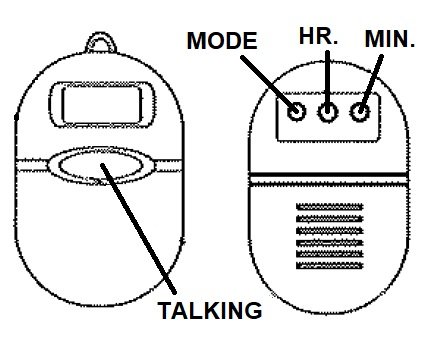 MODE
HR.
MIN.
TALKING